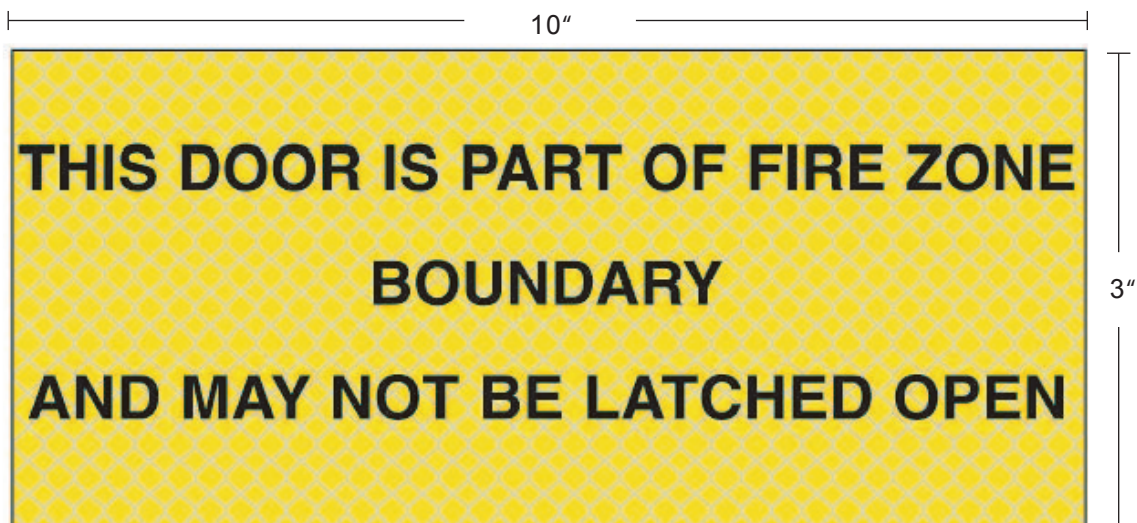 10“
THIS DOOR IS PART OF FIRE ZONE
BOUNDARY
3“
AND MAY NOT BE LATCHED OPEN